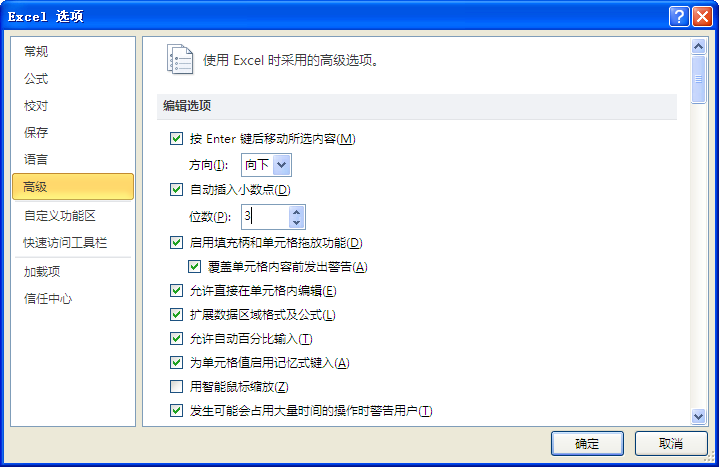 Excel 选项
常规
公式
校对
保存
语言
高级
自定义功能区
快速访问工具栏
加载项
信任中心
使用 Excel 时采用的高级选项。
编辑选项
按 Enter 键后移动所选内容(M)
方向(I): 向下
自动插入小数点(D)
位数(P): 3
启用填充柄和单元格拖放功能(D)
覆盖单元格内容前发出警告(A)
允许直接在单元格内编辑(E)
扩展数据区域格式及公式(L)
允许自动百分比输入(T)
为单元格值启用记忆式键入(A)
用智能鼠标缩放(Z)
发生可能会占用大量时间的操作时警告用户(T)
确定 取消